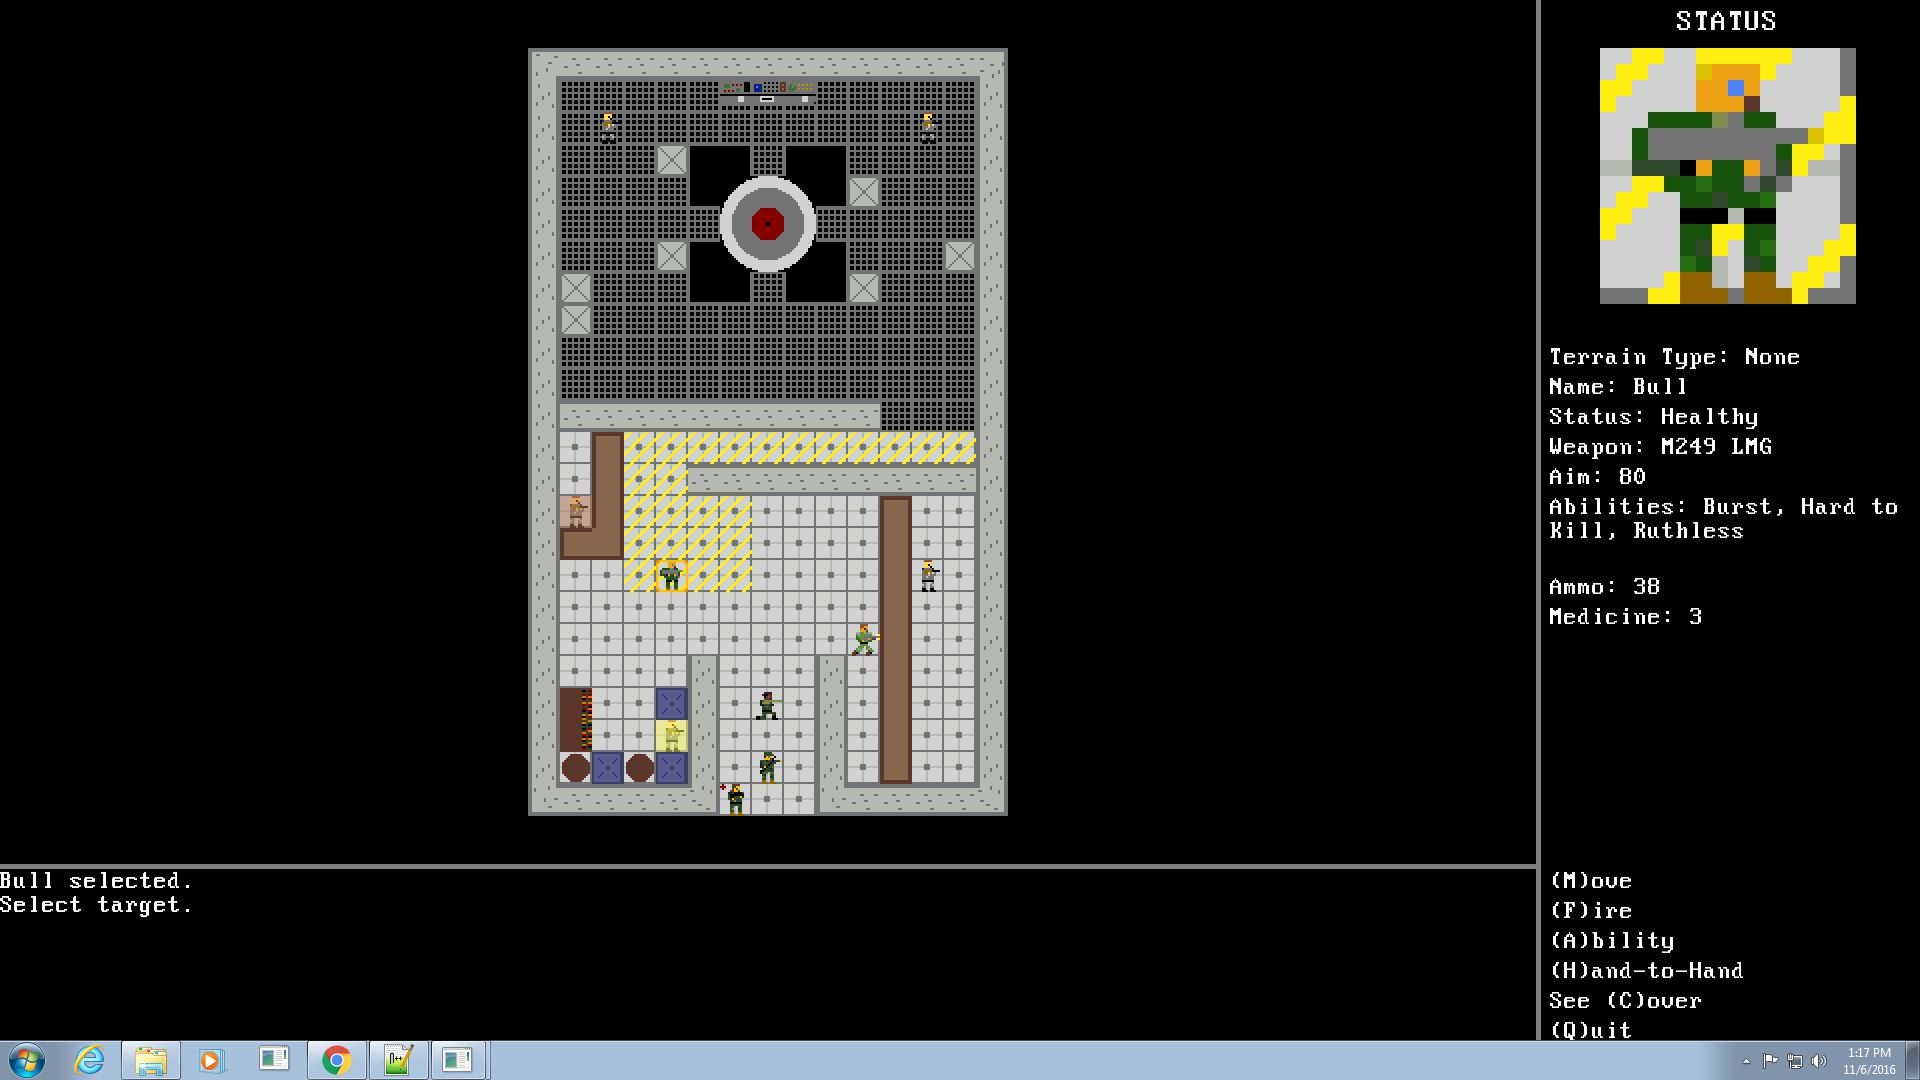 STATUS
Terrain Type: None
Name: Bull
Status: Healthy
Weapon: M249 LMG
Aim: 80
Abilities: Burst, Hard to
Kill, Ruthless
Ammo: 38
Medicine: 3
Bull selected.
Select target.
(M)ove
(F)ire
(A)bility
(H)and-to-Hand
See (C)over
(Q)uit
1:17 PM
11/6/2016